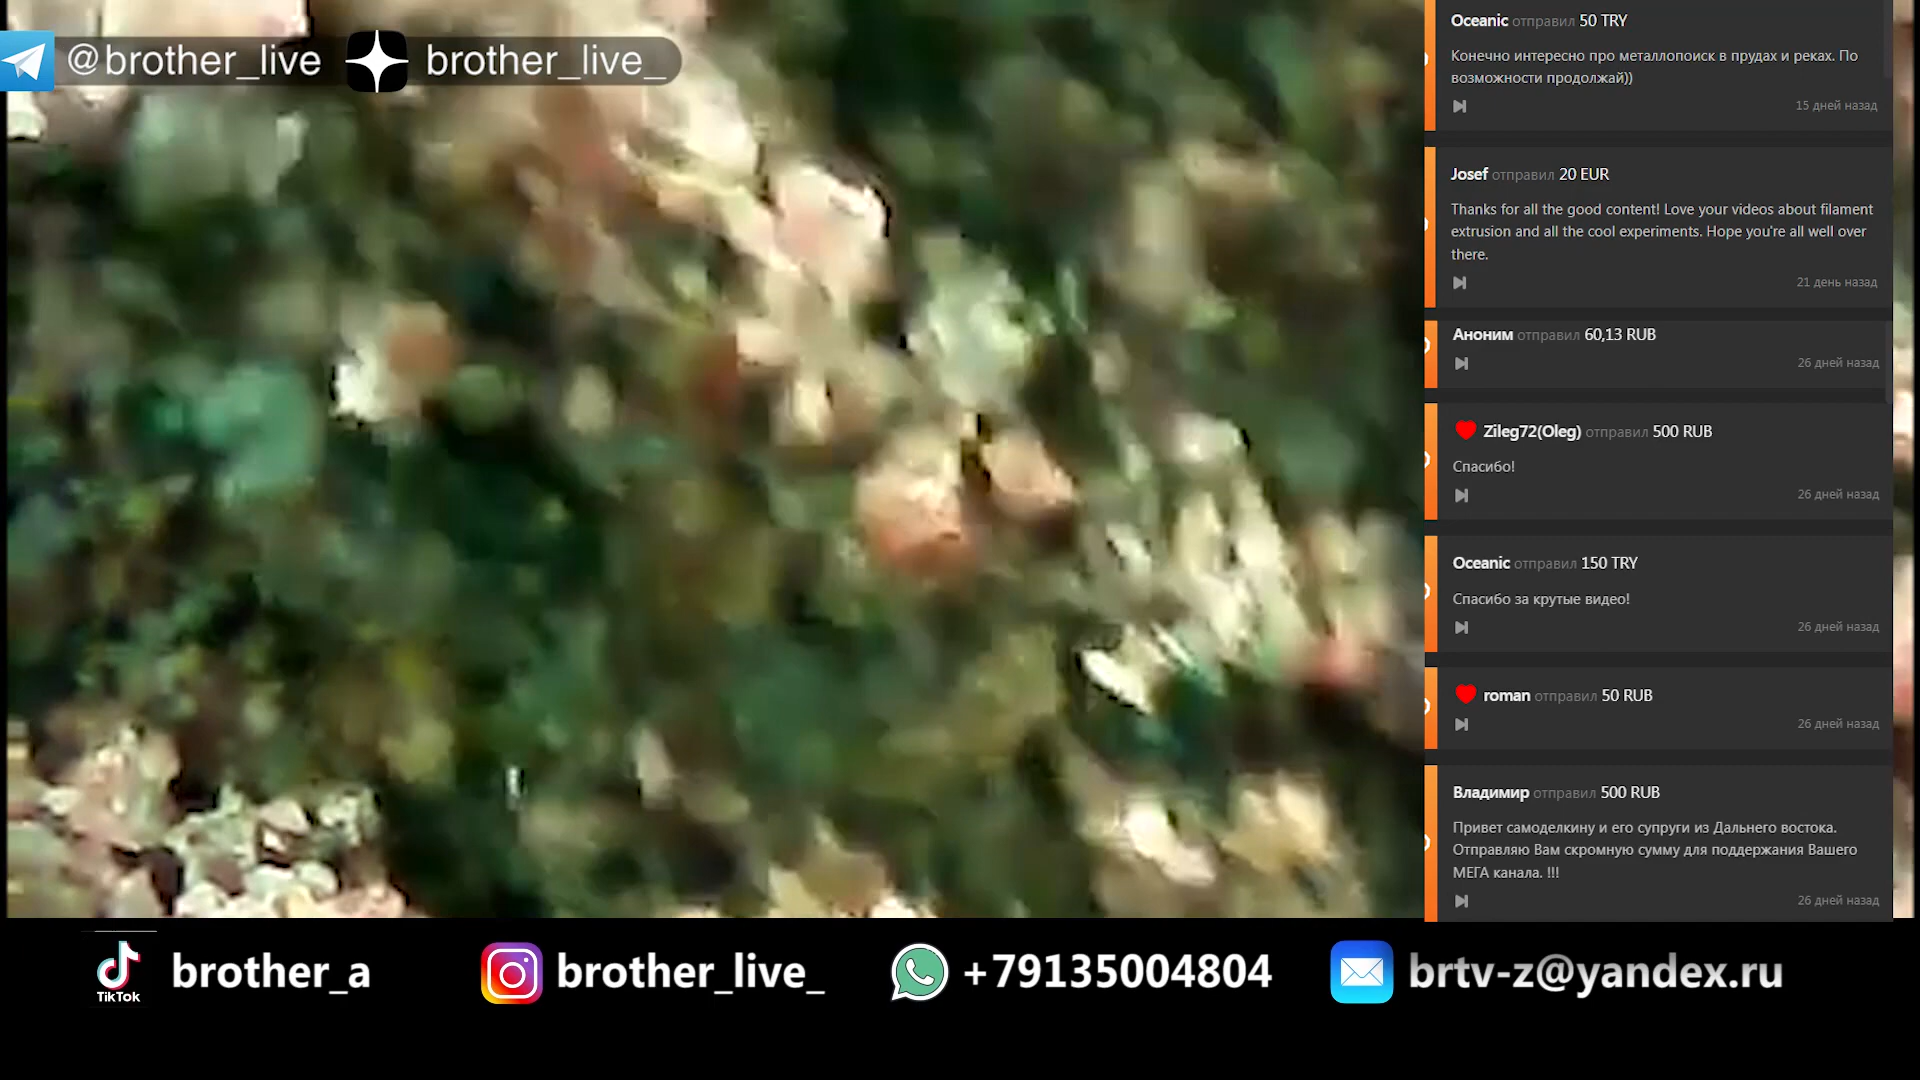 @brother_live
brother_live_
Oceanic отправил 50 TRY
Конечно интересно про металлопоиск в прудах и реках. По
возможности продолжай))
15 дней назад
Josef отправил 20 EUR
Thanks for all the good content! Love your videos about filament
extrusion and all the cool experiments. Hope you're all well over
there.
21 день назад
Аноним отправил 60,13 RUB
26 дней назад
Zileg72(Oleg) отправил 500 RUB
Спасибо!
26 дней назад
Oceanic отправил 150 TRY
Спасибо за крутые видео!
26 дней назад
roman отправил 50 RUB
26 дней назад
Владимир отправил 500 RUB
Привет самоделкину и его супруги из Дальнего востока.
Отправляю Вам скромную сумму для поддержания Вашего
МЕГА канала. !!!
26 дней назад
TikTok
brother_a
brother_live_
+79135004804
brtv-z@yandex.ru